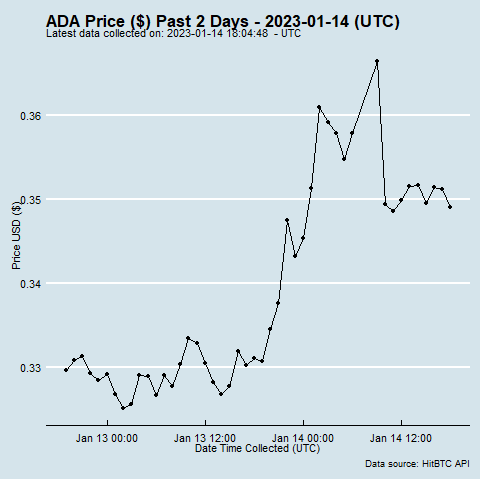 ADA Price ($) Past 2 Days - 2023-01-14 (UTC)
Latest data collected on: 2023-01-14 18:04:48  - UTC
Price USD ($)
0.36
0.35
0.34
0.33
Jan 13 00:00
Jan 13 12:00
Jan 14 00:00
Jan 14 12:00
Date Time Collected (UTC)
Data source: HitBTC API